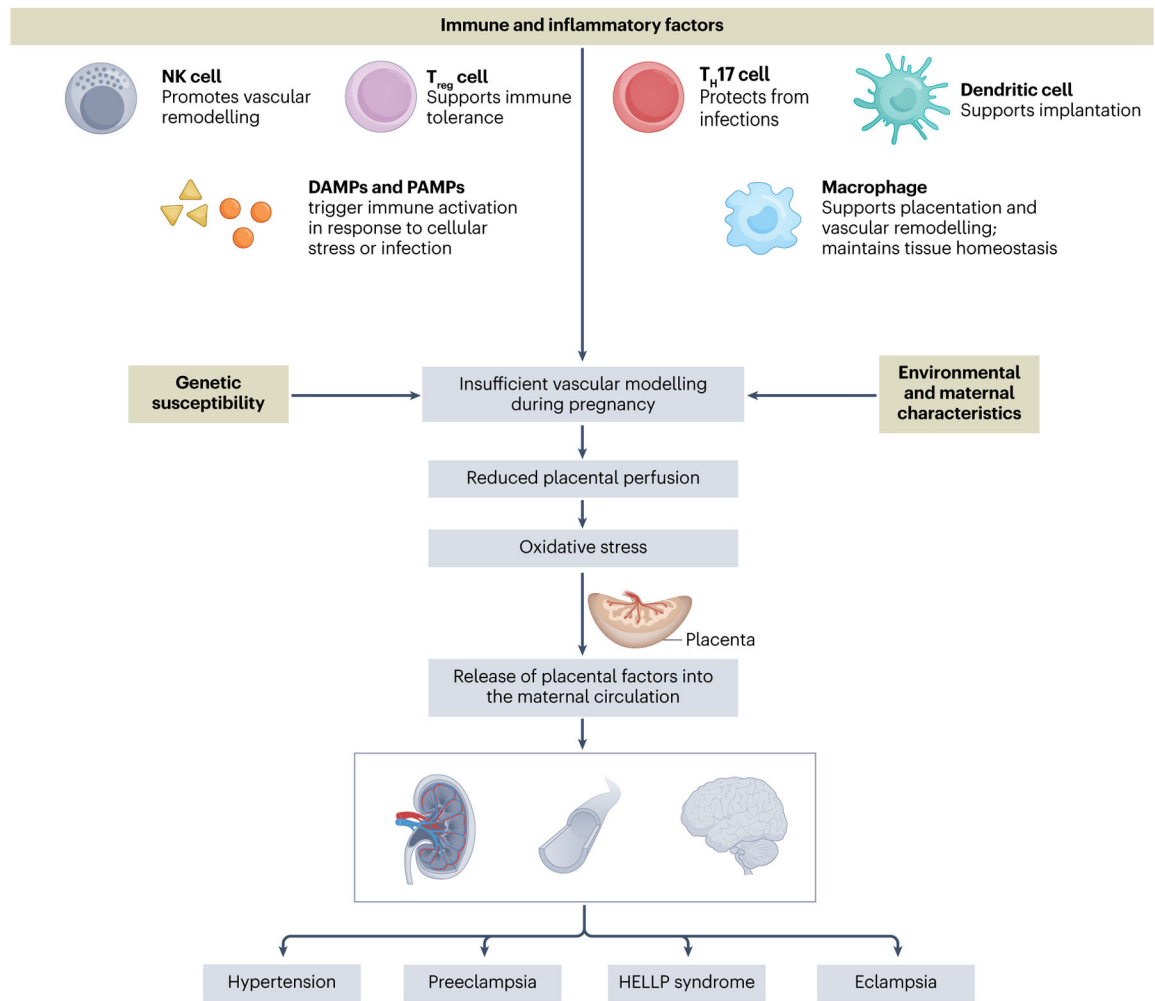 Immune and inflammatory factors
NK cell
Promotes vascular
remodelling
Treg cell
Supports immune
tolerance
TH17 cell
Protects from
infections
Dendritic cell
Supports implantation
DAMPs and PAMPs
trigger immune activation
in response to cellular
stress or infection
Macrophage
Supports placentation and
vascular remodelling;
maintains tissue homeostasis
Genetic
susceptibility
Insufficient vascular modelling
during pregnancy
Environmental
and maternal
characteristics
Reduced placental perfusion
Oxidative stress
Placenta
Release of placental factors into
the maternal circulation
Hypertension
Preeclampsia
HELLP syndrome
Eclampsia